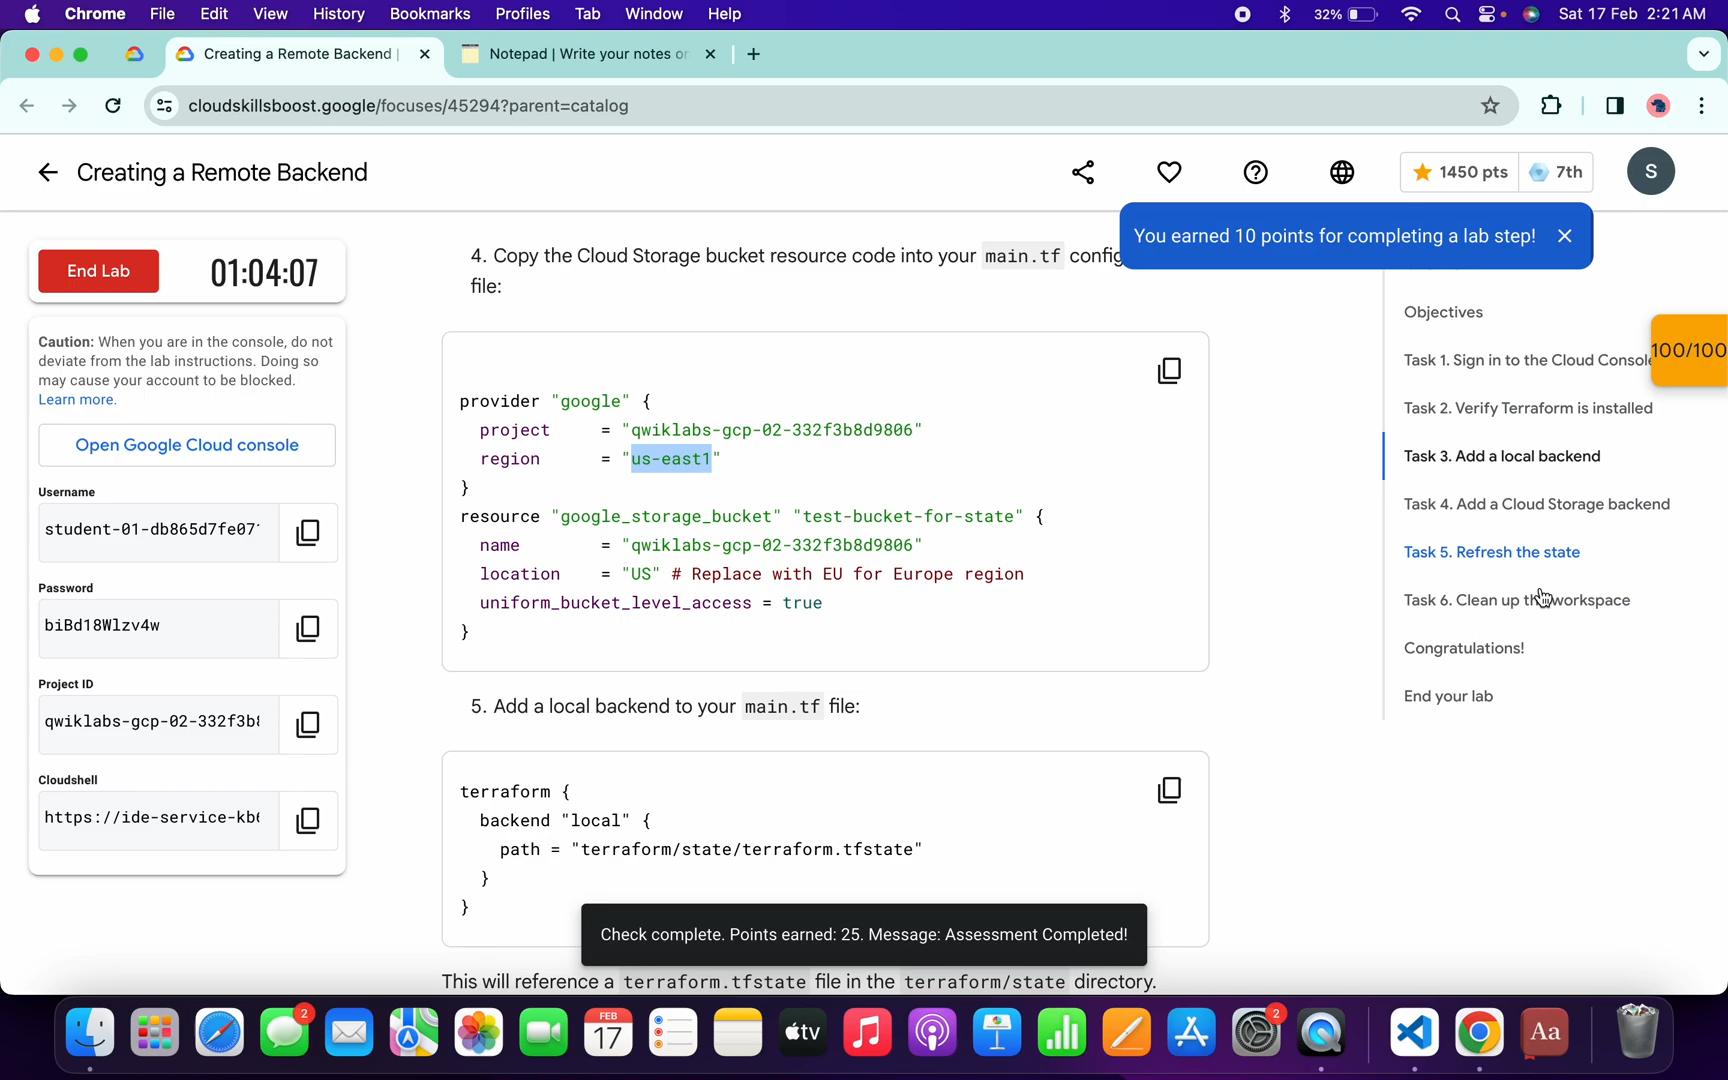 Chrome File Edit View History Bookmarks Profiles Tab Window Help 32% Sat 17 Feb 2:21 AM
Creating a Remote Backend | Notepad | Write your notes or
cloudskillsboost.google/focuses/45294?parent=catalog
Creating a Remote Backend 1450 pts 7th S
You earned 10 points for completing a lab step!
End Lab 01:04:07
Caution: When you are in the console, do not
deviate from the lab instructions. Doing so
may cause your account to be blocked.
Learn more.
Open Google Cloud console
Username
student-01-db865d7fe07
Password
biBd18Wlzv4w
Project ID
qwiklabs-gcp-02-332f3b
Cloudshell
https://ide-service-kb
4. Copy the Cloud Storage bucket resource code into your main.tf config
file:
provider "google" {
project = "qwiklabs-gcp-02-332f3b8d9806"
region = "us-east1"
}
resource "google_storage_bucket" "test-bucket-for-state" {
name = "qwiklabs-gcp-02-332f3b8d9806"
location = "US" # Replace with EU for Europe region
uniform_bucket_level_access = true
}
5. Add a local backend to your main.tf file:
terraform {
backend "local" {
path = "terraform/state/terraform.tfstate"
}
}
Check complete. Points earned: 25. Message: Assessment Completed!
This will reference a terraform.tfstate file in the terraform/state directory.
Objectives
Task 1. Sign in to the Cloud Console
100/100
Task 2. Verify Terraform is installed
Task 3. Add a local backend
Task 4. Add a Cloud Storage backend
Task 5. Refresh the state
Task 6. Clean up the workspace
Congratulations!
End your lab
2 FEB 17 tv 2 Aa